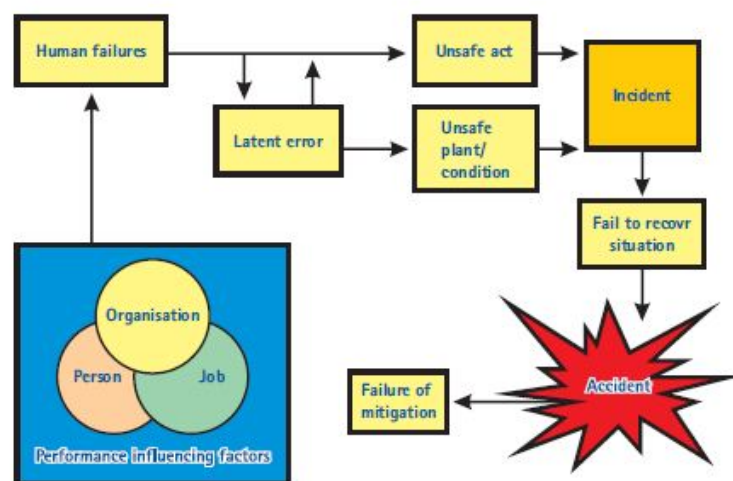 Human failures
Unsafe act
Incident
Latent error
Unsafe
plant/
condition
Fail to recovr
situation
Organisation
Person
Job
Performance influencing factors
Accident
Failure of
mitigation